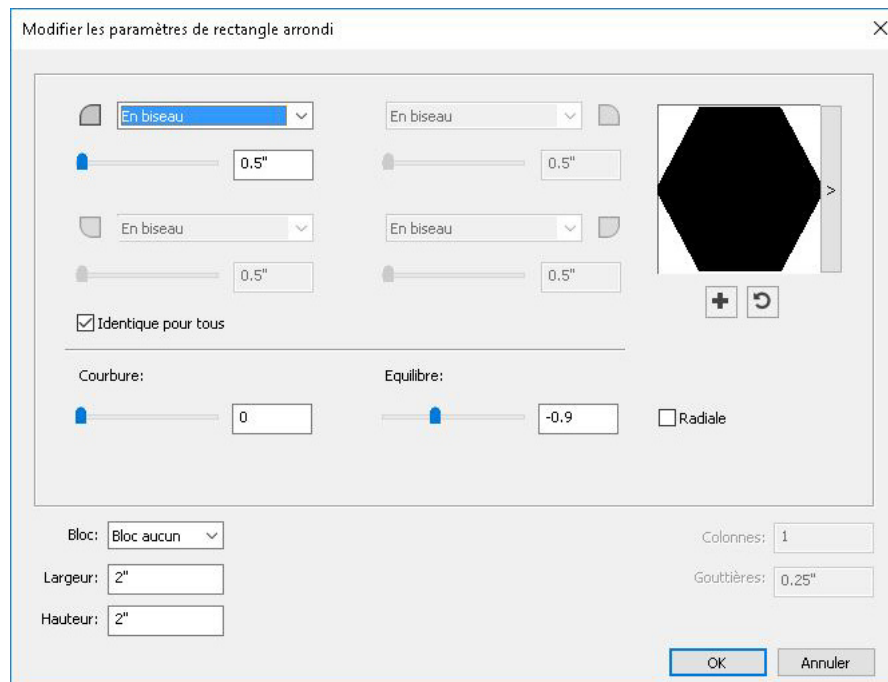 Modifier les paramètres de rectangle arrondi
En biseau En biseau
0.5" 0.5"
>
En biseau En biseau
0.5" 0.5"
Identique pour tous
Courbure: Equilibre:
0 -0.9 Radiale
Bloc: Bloc aucun Colonnes: 1
Largeur: 2" Gouttières: 0.25"
Hauteur: 2"
OK Annuler